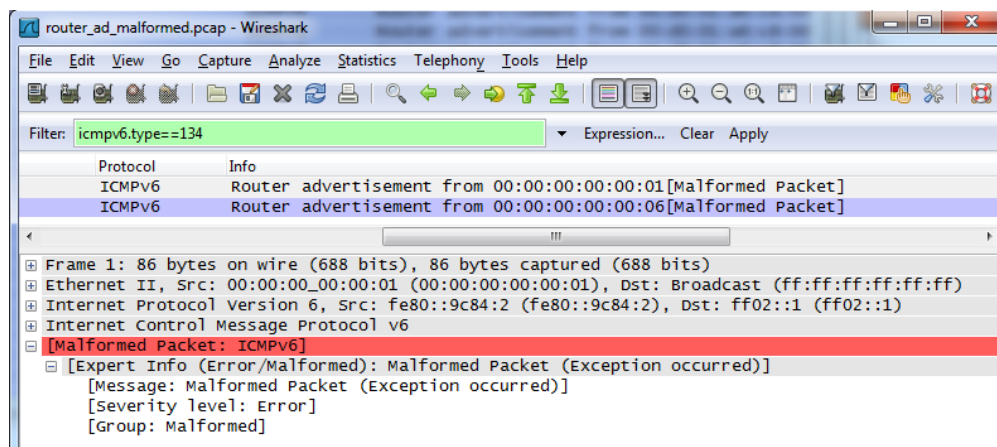 router_ad_malformed.pcap - Wireshark
File Edit View Go Capture Analyze Statistics Telephony Tools Help
Filter: icmpv6.type==134 Expression... Clear Apply
Protocol Info
ICMPv6 Router advertisement from 00:00:00:00:00:01[Malformed Packet]
ICMPv6 Router advertisement from 00:00:00:00:00:06[Malformed Packet]
Frame 1: 86 bytes on wire (688 bits), 86 bytes captured (688 bits)
Ethernet II, Src: 00:00:00_00:00:01 (00:00:00:00:00:01), Dst: Broadcast (ff:ff:ff:ff:ff:ff)
Internet Protocol Version 6, Src: fe80::9c84:2 (fe80::9c84:2), Dst: ff02::1 (ff02::1)
Internet Control Message Protocol v6
[Malformed Packet: ICMPv6]
[Expert Info (Error/Malformed): Malformed Packet (Exception occurred)]
[Message: Malformed Packet (Exception occurred)]
[Severity level: Error]
[Group: Malformed]